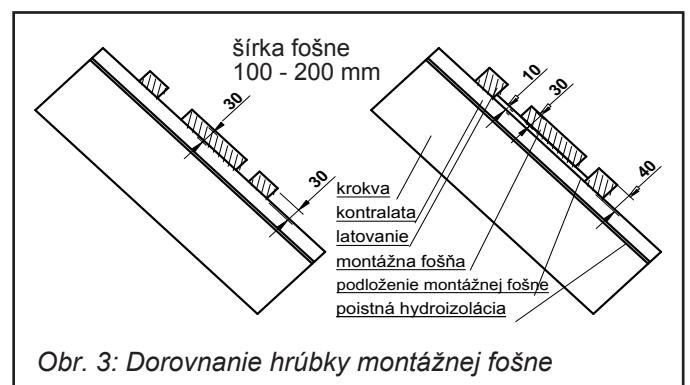 šírka fošne
100 - 200 mm
30
30
10
30
40
krokva
kontralata
latovanie
montážna fošňa
podloženie montážnej fošne
poistná hydroizolácia
Obr. 3: Dorovnanie hrúbky montážnej fošne